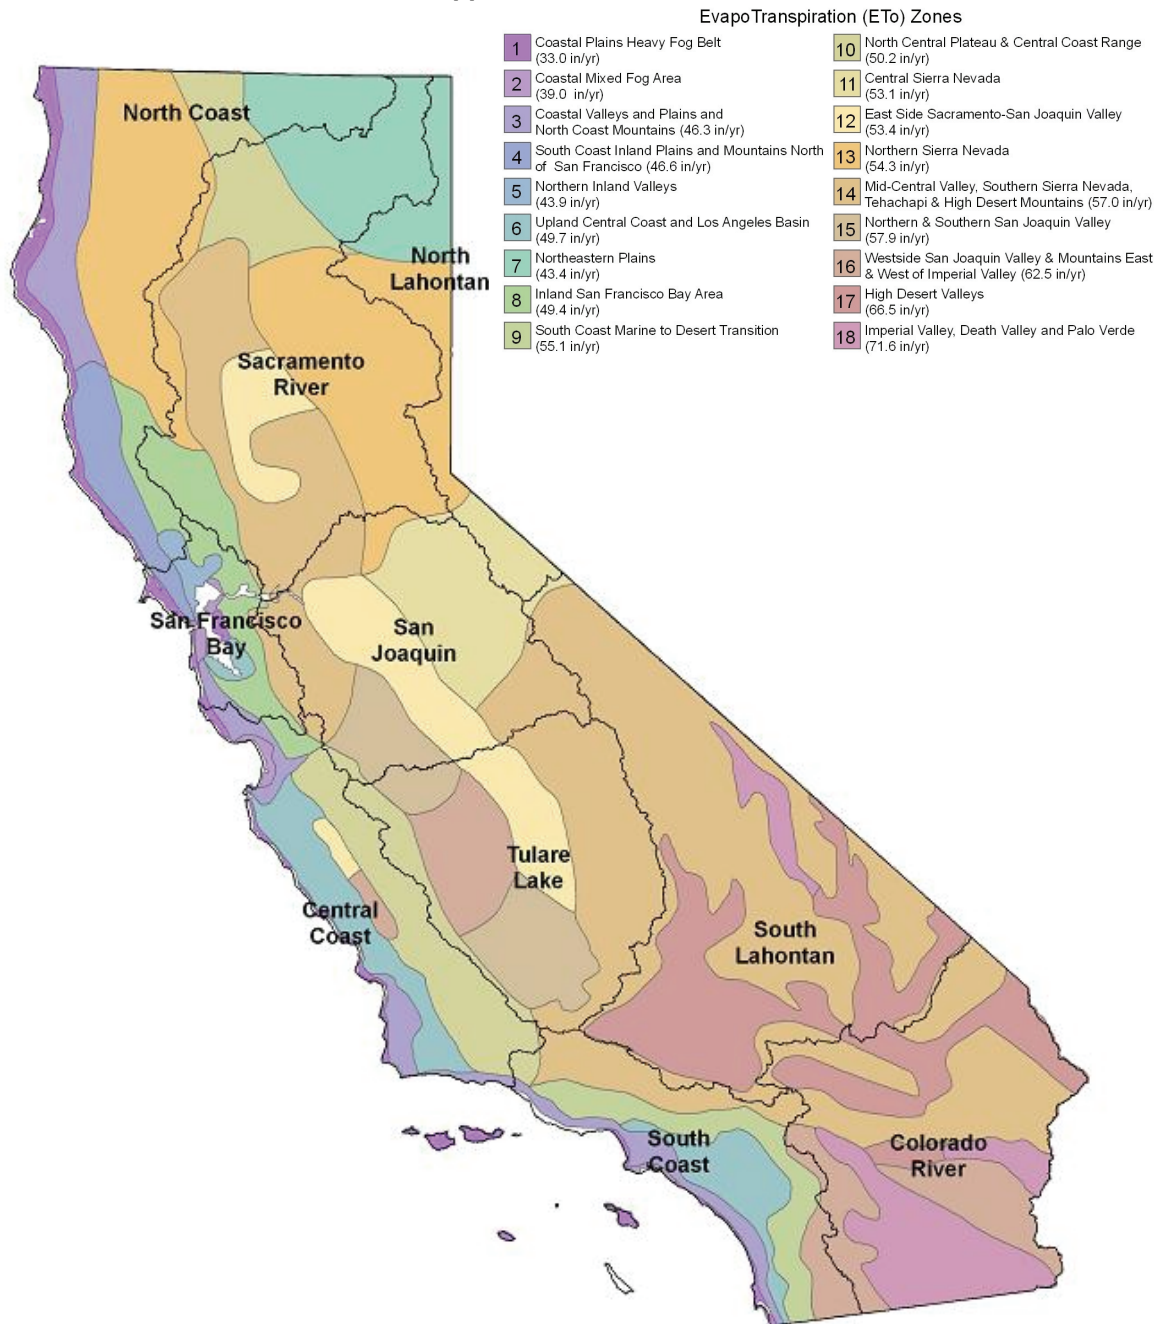 EvapoTranspiration (ETo) Zones
1 Coastal Plains Heavy Fog Belt
(33.0 in/yr)
2 Coastal Mixed Fog Area
(39.0 in/yr)
3 Coastal Valleys and Plains and
North Coast Mountains (46.3 in/yr)
4 South Coast Inland Plains and Mountains North
of San Francisco (46.6 in/yr)
5 Northern Inland Valleys
(43.9 in/yr)
6 Upland Central Coast and Los Angeles Basin
(49.7 in/yr)
7 Northeastern Plains
(43.4 in/yr)
8 Inland San Francisco Bay Area
(49.4 in/yr)
9 South Coast Marine to Desert Transition
(55.1 in/yr)
10 North Central Plateau & Central Coast Range
(50.2 in/yr)
11 Central Sierra Nevada
(53.1 in/yr)
12 East Side Sacramento-San Joaquin Valley
(53.4 in/yr)
13 Northern Sierra Nevada
(54.3 in/yr)
14 Mid-Central Valley, Southern Sierra Nevada,
Tehachapi & High Desert Mountains (57.0 in/yr)
15 Northern & Southern San Joaquin Valley
(57.9 in/yr)
16 Westside San Joaquin Valley & Mountains East
& West of Imperial Valley (62.5 in/yr)
17 High Desert Valleys
(66.5 in/yr)
18 Imperial Valley, Death Valley and Palo Verde
(71.6 in/yr)
North Coast
North
Lahontan
Sacramento
River
San Francisco
Bay
San
Joaquin
Tulare
Lake
Central
Coast
South
Lahontan
South
Coast
Colorado
River